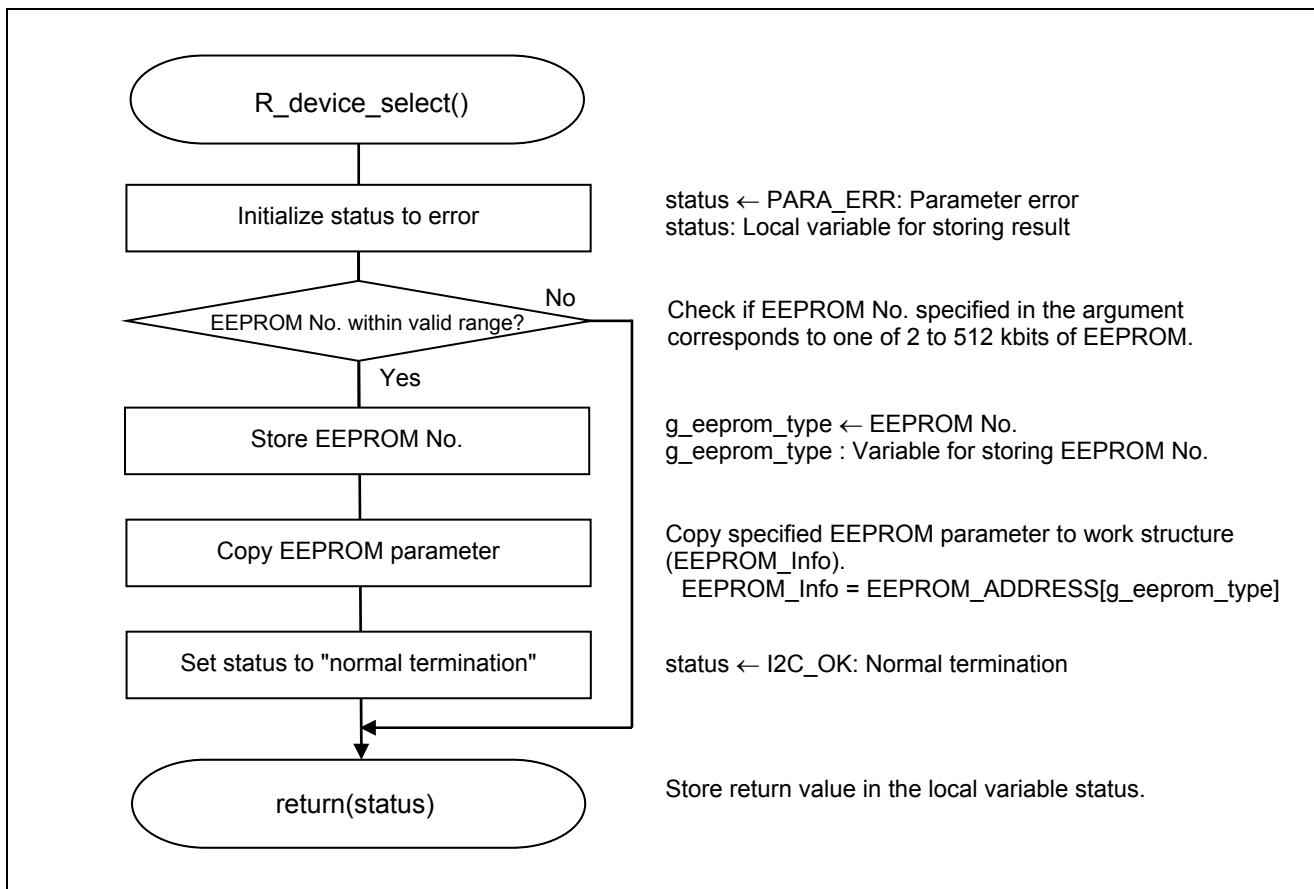 R_device_select()
Initialize status to error
status ← PARA_ERR: Parameter error
status: Local variable for storing result
No
EEPROM No. within valid range?
Check if EEPROM No. specified in the argument
corresponds to one of 2 to 512 kbits of EEPROM.
Yes
Store EEPROM No.
g_eeprom_type ← EEPROM No.
g_eeprom_type : Variable for storing EEPROM No.
Copy EEPROM parameter
Copy specified EEPROM parameter to work structure
(EEPROM_Info).
EEPROM_Info = EEPROM_ADDRESS[g_eeprom_type]
Set status to "normal termination"
status ← I2C_OK: Normal termination
return(status)
Store return value in the local variable status.